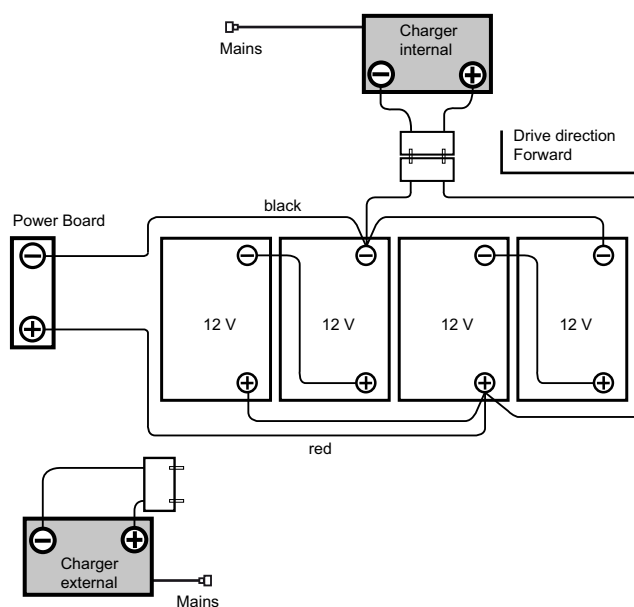 Charger
internal
Mains
Drive direction
Forward
black
Power Board
12 V
12 V
12 V
12 V
red
Charger
external
Mains